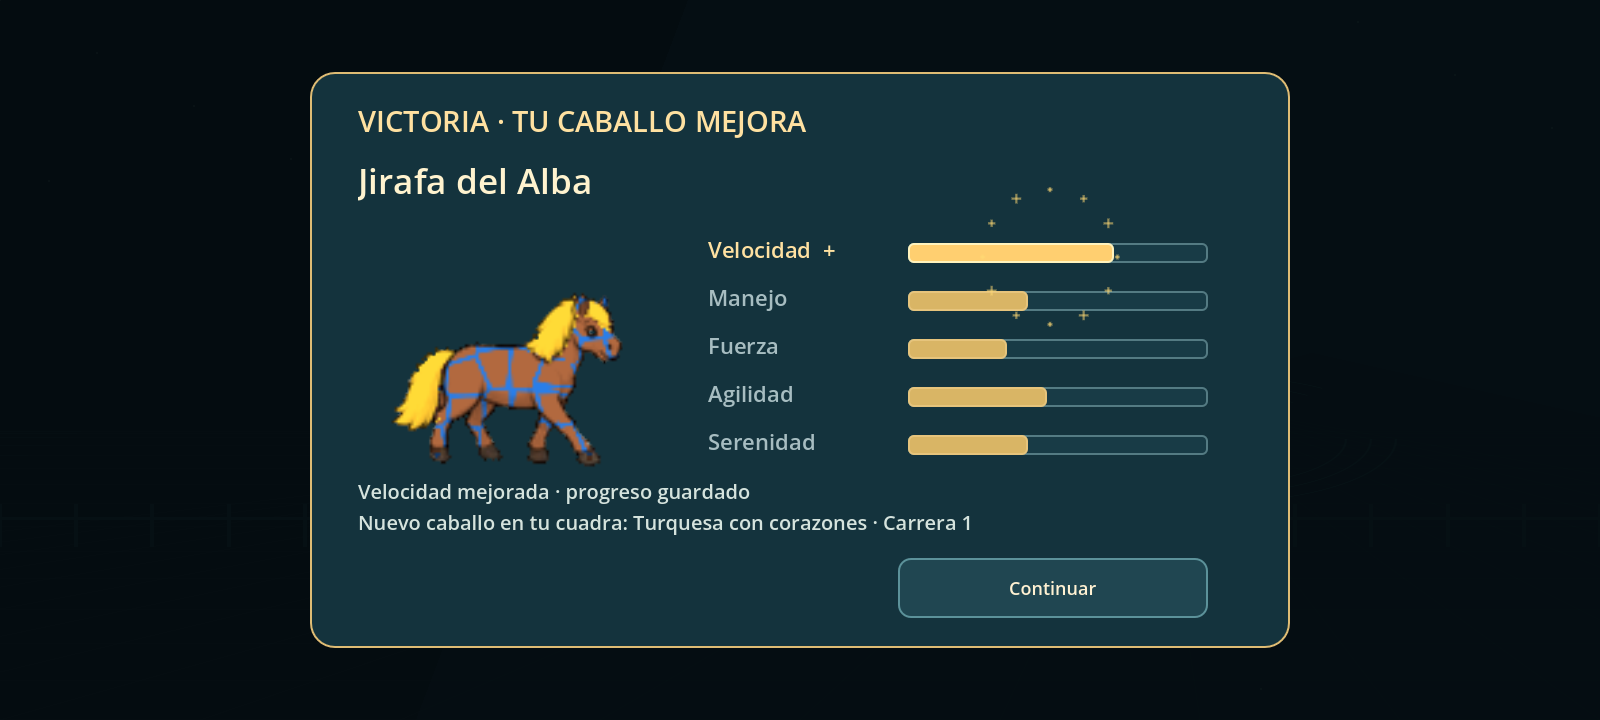 VICTORIA · TU CABALLO MEJORA
Jirafa del Alba
Velocidad +
Manejo
Fuerza
Agilidad
Serenidad
Velocidad mejorada · progreso guardado
Nuevo caballo en tu cuadra: Turquesa con corazones · Carrera 1
Continuar